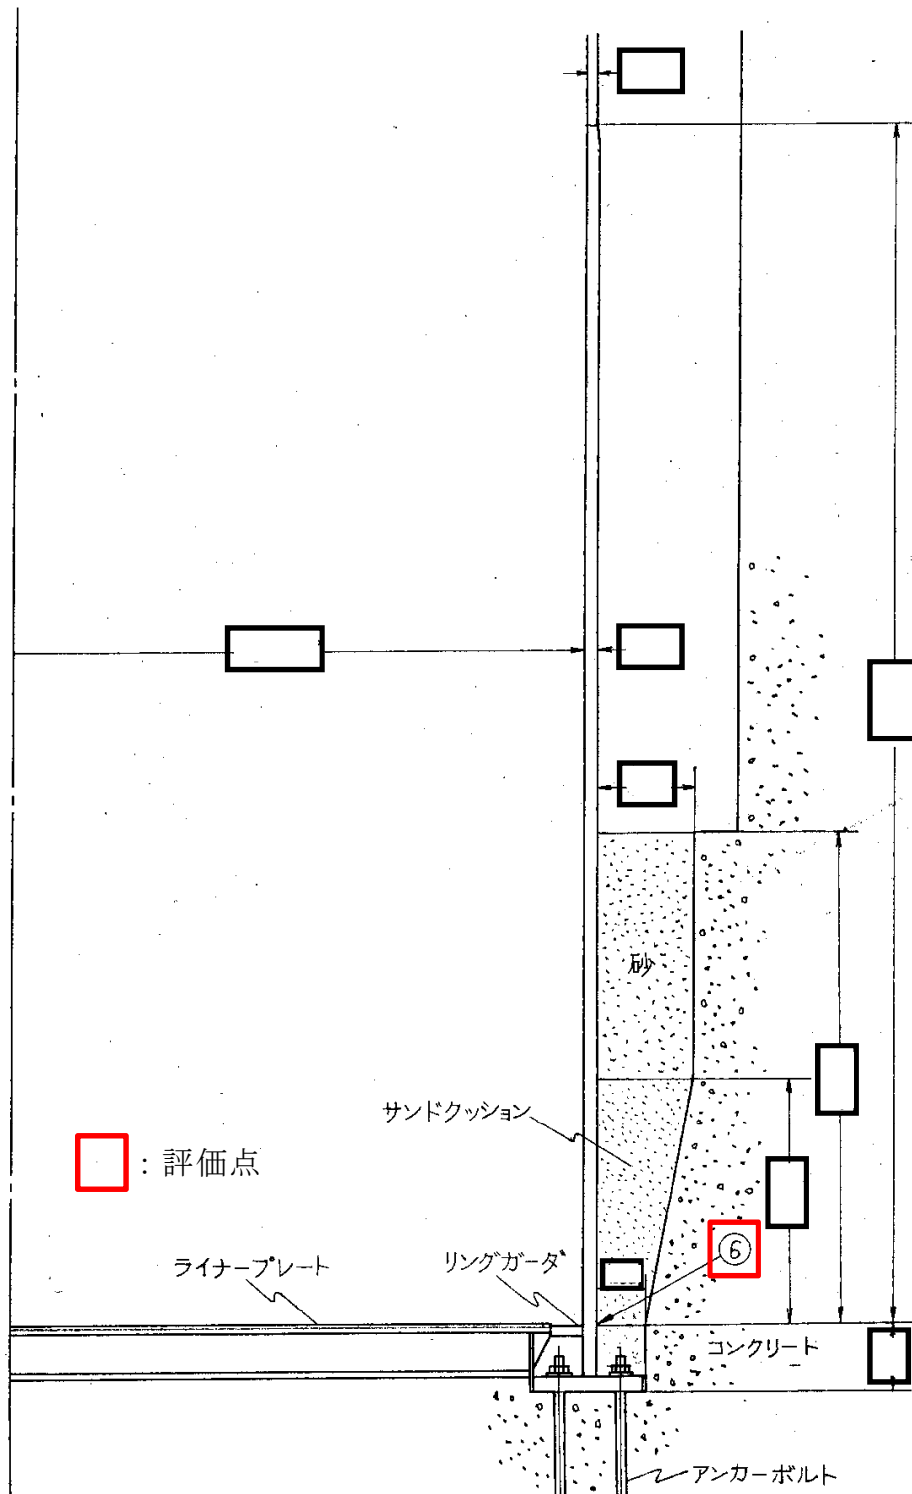 砂
サンドクッション
: 評価点
⑥
ライナープレート
リングガーダ
コンクリート
アンカーボルト